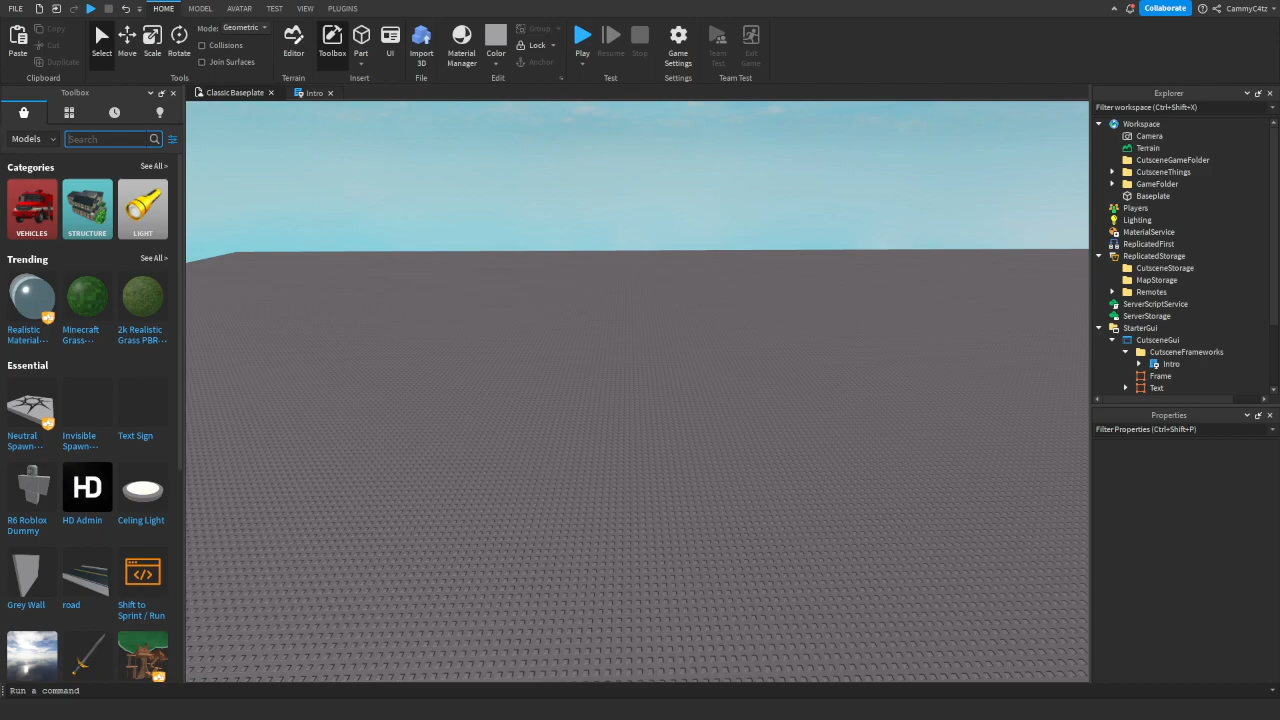 FILE HOME MODEL AVATAR TEST VIEW PLUGINS Collaborate CammyC4tz
Paste Copy Cut Duplicate Select Move Scale Rotate Mode: Geometric Collisions Join Surfaces Editor Toolbox Part UI Import 3D Material Manager Color Group Lock Anchor Play Resume Stop Game Settings Team Test Exit Game
Clipboard Tools Terrain Insert File Edit Test Settings Team Test
Toolbox
Models Search
Categories See All >
VEHICLES STRUCTURE LIGHT
Trending See All >
Realistic Material··· Minecraft Grass··· 2k Realistic Grass PBR···
Essential
Neutral Spawn··· Invisible Spawn··· Text Sign
R6 Roblox Dummy HD HD Admin Celing Light
Grey Wall road Shift to Sprint / Run
Classic Baseplate Intro
Explorer
Filter workspace (Ctrl+Shift+X)
Workspace
Camera
Terrain
CutsceneGameFolder
CutsceneThings
GameFolder
Baseplate
Players
Lighting
MaterialService
ReplicatedFirst
ReplicatedStorage
CutsceneStorage
MapStorage
Remotes
ServerScriptService
ServerStorage
StarterGui
CutsceneGui
CutsceneFrameworks
Intro
Frame
Text
Properties
Filter Properties (Ctrl+Shift+P)
Run a command